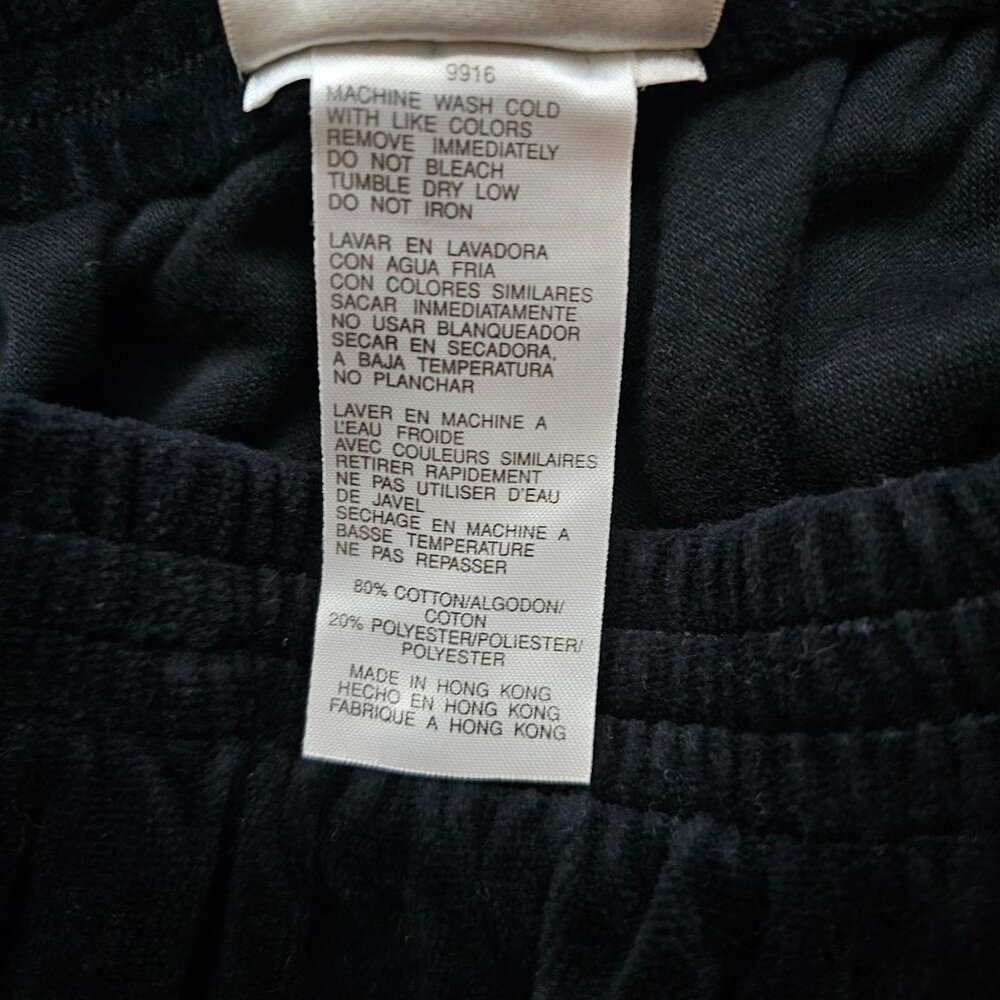 9916
MACHINE WASH COLD
WITH LIKE COLORS
REMOVE IMMEDIATELY
DO NOT BLEACH
TUMBLE DRY LOW
DO NOT IRON
LAVAR EN LAVADORA
CON AGUA FRIA
CON COLORES SIMILARES
SACAR INMEDIATAMENTE
NO USAR BLANQUEADOR
SECAR EN SECADORA,
A BAJA TEMPERATURA
NO PLANCHAR
LAVER EN MACHINE A
L'EAU FROIDE
AVEC COULEURS SIMILAIRES
RETIRER RAPIDEMENT
NE PAS UTILISER D'EAU
DE JAVEL
SECHAGE EN MACHINE A
BASSE TEMPERATURE
NE PAS REPASSER
80% COTTON/ALGODON/
COTON
20% POLYESTER/POLIESTER/
POLYESTER
MADE IN HONG KONG
HECHO EN HONG KONG
FABRIQUE A HONG KONG